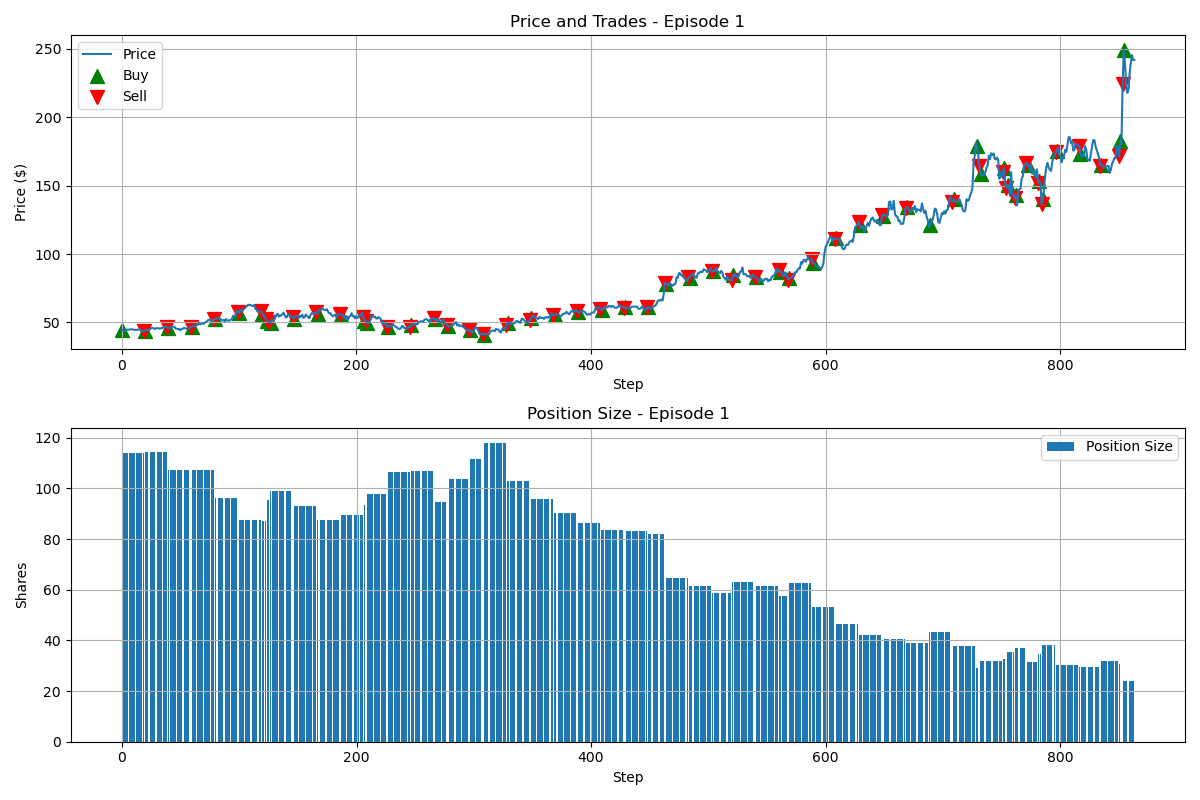 Price and Trades - Episode 1
250
200
150
100
50
Price ($)
Price
Buy
Sell
0
200
400
600
800
Step
Position Size - Episode 1
120
100
80
60
40
20
0
Shares
Position Size
0
200
400
600
800
Step